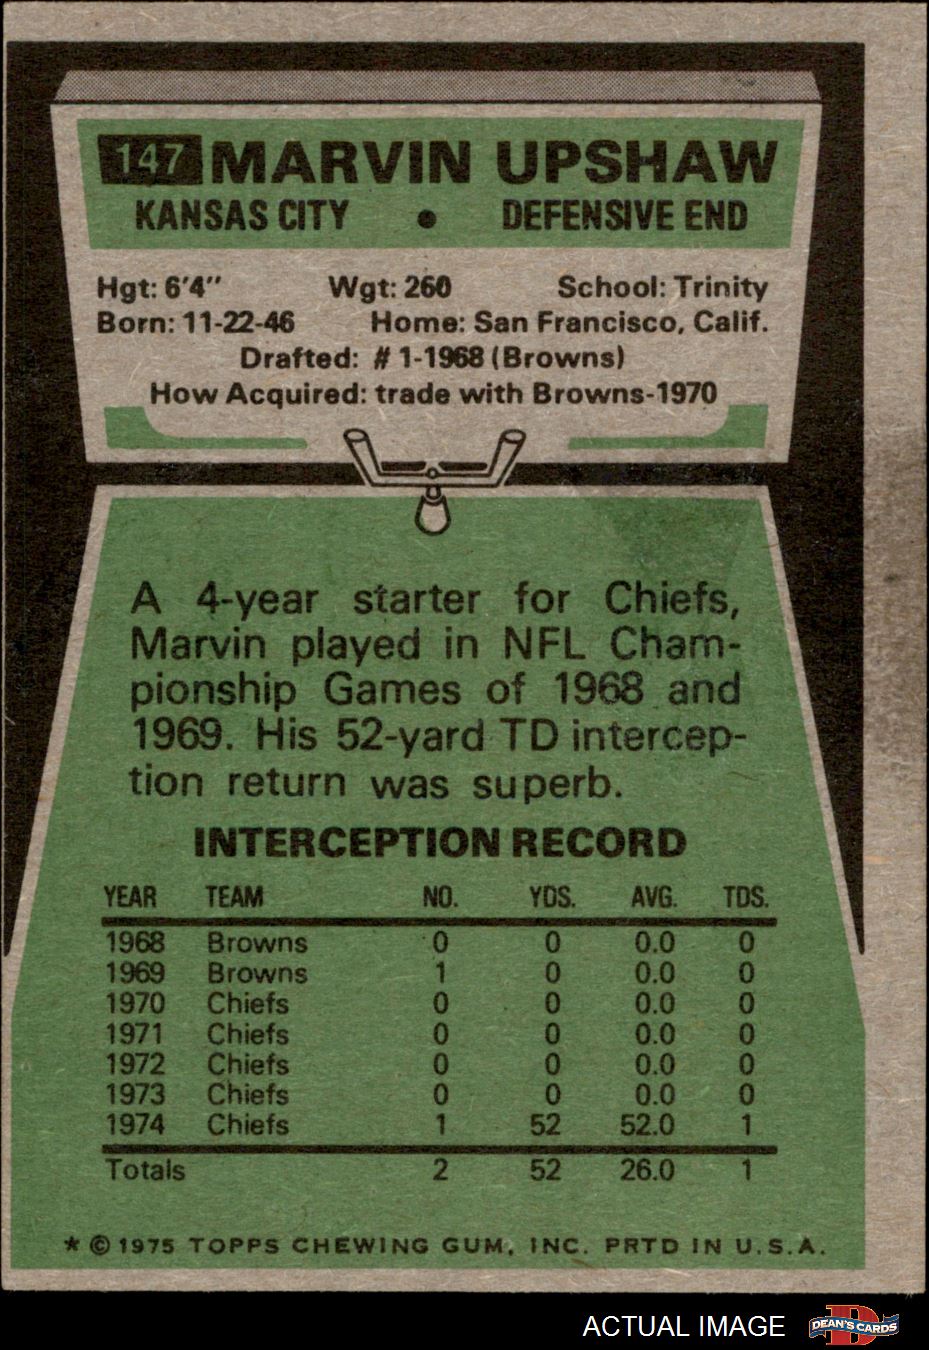 147 MARVIN UPSHAW
KANSAS CITY • DEFENSIVE END
Hgt: 6'4" Wgt: 260 School: Trinity
Born: 11-22-46 Home: San Francisco, Calif.
Drafted: #1-1968 (Browns)
How Acquired: trade with Browns-1970
A 4-year starter for Chiefs,
Marvin played in NFL Cham-
pionship Games of 1968 and
1969. His 52-yard TD intercep-
tion return was superb.
INTERCEPTION RECORD
YEAR TEAM NO. YDS. AVG. TDS.
1968 Browns 0 0 0.0 0
1969 Browns 1 0 0.0 0
1970 Chiefs 0 0 0.0 0
1971 Chiefs 0 0 0.0 0
1972 Chiefs 0 0 0.0 0
1973 Chiefs 0 0 0.0 0
1974 Chiefs 1 52 52.0 1
Totals 2 52 26.0 1
* © 1975 TOPPS CHEWING GUM, INC. PRTD IN U.S.A.
ACTUAL IMAGE D DEAN'S CARDS